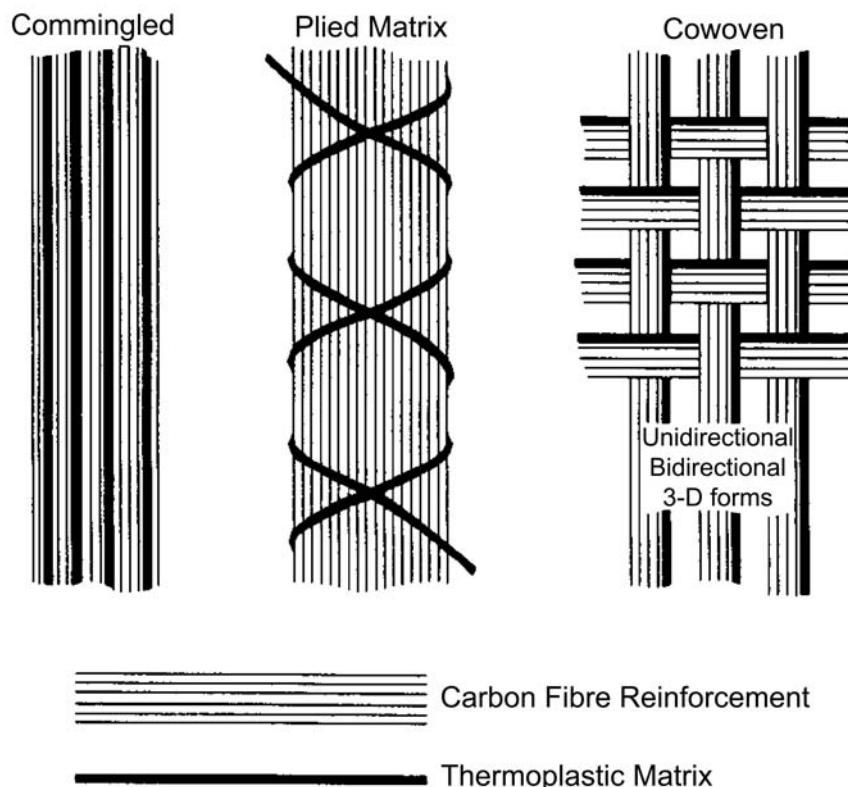 Commingled
Plied Matrix
Cowoven
Unidirectional
Bidirectional
3-D forms
Carbon Fibre Reinforcement
Thermoplastic Matrix